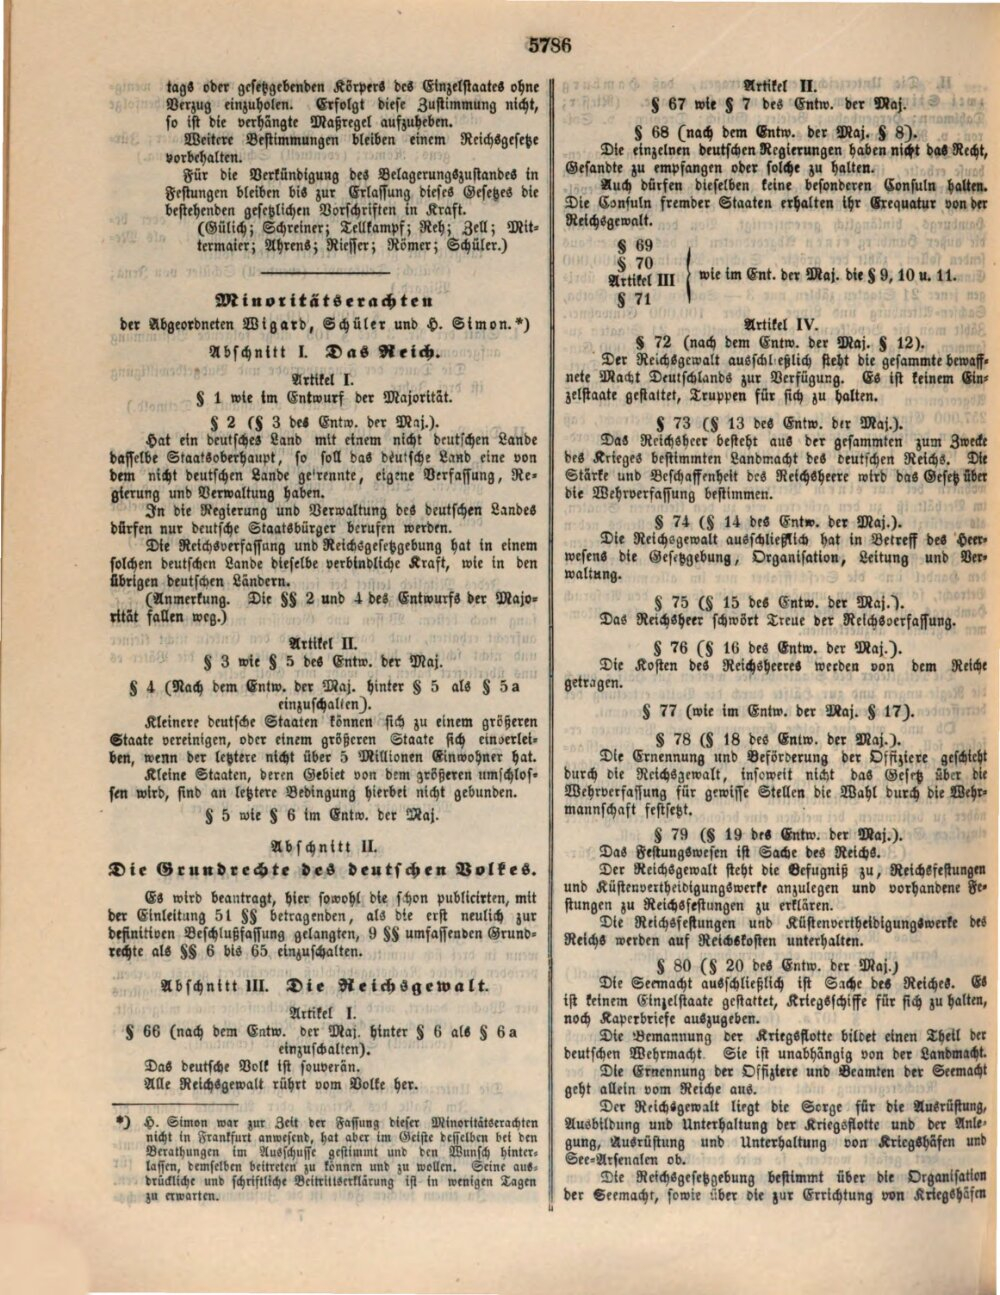 5786
tags oder gesetzgebenden Körpers des Einzelstaates ohne
Verzug einzuholen. Erfolgt diese Zustimmung nicht,
so ist die verhängte Maßregel aufzuheben.
Weitere Bestimmungen bleiben einem Reichsgesetze
vorbehalten.
Für die Verkündigung des Belagerungszustandes in
Festungen bleiben bis zur Erlassung dieses Gesetzes die
bestehenden gesetzlichen Vorschriften in Kraft.
(Gülich; Schreiner; Tellkampf; Reh; Zell; Mit-
termaier; Ahrens; Riesser; Römer; Schüler.)
Minoritätserachten
der Abgeordneten Wigard, Schüler und H. Simon.*)
Abschnitt I. Das Reich.
Artikel I.
§ 1 wie im Entwurf der Majorität.
§ 2 (§ 3 des Entw. der Maj.).
Hat ein deutsches Land mit einem nicht deutschen Lande
dasselbe Staatsoberhaupt, so soll das deutsche Land eine von
dem nicht deutschen Lande getrennte, eigene Verfassung, Re-
gierung und Verwaltung haben.
In die Regierung und Verwaltung des deutschen Landes
dürfen nur deutsche Staatsbürger berufen werden.
Die Reichsverfassung und Reichsgesetzgebung hat in einem
solchen deutschen Lande dieselbe verbindliche Kraft, wie in den
übrigen deutschen Ländern.
(Anmerkung. Die §§ 2 und 4 des Entwurfs der Majo-
rität fallen weg.)
Artikel II.
§ 3 wie § 5 des Entw. der Maj.
§ 4 (Nach dem Entw. der Maj. hinter § 5 als § 5a
einzuschalten).
Kleinere deutsche Staaten können sich zu einem größeren
Staate vereinigen, oder einem größeren Staate sich einverlei-
ben, wenn der letztere nicht über 5 Millionen Einwohner hat.
Kleine Staaten, deren Gebiet von dem größeren umschlos-
sen wird, sind an letztere Bedingung hierbei nicht gebunden.
§ 5 wie § 6 im Entw. der Maj.
Abschnitt II.
Die Grundrechte des deutschen Volkes.
Es wird beantragt, hier sowohl die schon publicirten, mit
der Einleitung 51 §§ betragenden, als die erst neulich zur
definitiven Beschlußfassung gelangten, 9 §§ umfassenden Grund-
rechte als §§ 6 bis 65 einzuschalten.
Abschnitt III. Die Reichsgewalt.
Artikel I.
§ 66 (nach dem Entw. der Maj. hinter § 6 als § 6a
einzuschalten).
Das deutsche Volk ist souverän.
Alle Reichsgewalt rührt vom Volke her.
*) H. Simon war zur Zeit der Fassung dieser Minoritätserachten
nicht in Frankfurt anwesend, hat aber im Geiste desselben bei den
Berathungen im Ausschusse gestimmt und den Wunsch hinter-
lassen, demselben beitreten zu können und zu wollen. Seine aus-
drückliche und schriftliche Beitrittserklärung ist in wenigen Tagen
zu erwarten.
Artikel II.
§ 67 wie § 7 des Entw. der Maj.
§ 68 (nach dem Entw. der Maj. § 8).
Die einzelnen deutschen Regierungen haben nicht das Recht,
Gesandte zu empfangen oder solche zu halten.
Auch dürfen dieselben keine besonderen Consuln halten.
Die Consuln fremder Staaten erhalten ihr Exequatur von der
Reichsgewalt.
§ 69
§ 70
Artikel III wie im Ent. der Maj. die § 9, 10 u. 11.
§ 71
Artikel IV.
§ 72 (nach dem Entw. der Maj. § 12).
Der Reichsgewalt ausschließlich steht die gesammte bewaff-
nete Macht Deutschlands zur Verfügung. Es ist keinem Ein-
zelstaate gestattet, Truppen für sich zu halten.
§ 73 (§ 13 des Entw. der Maj.).
Das Reichsheer besteht aus der gesammten zum Zwecke
des Krieges bestimmten Landmacht des deutschen Reichs. Die
Stärke und Beschaffenheit des Reichsheere wird das Gesetz über
die Wehrverfassung bestimmen.
§ 74 (§ 14 des Entw. der Maj.).
Die Reichsgewalt ausschließlich hat in Betreff des Heer-
wesens die Gesetzgebung, Organisation, Leitung und Ver-
waltung.
§ 75 (§ 15 des Entw. der Maj.).
Das Reichsheer schwört Treue der Reichsverfassung.
§ 76 (§ 16 des Entw. der Maj.).
Die Kosten des Reichsheeres werden von dem Reiche
getragen.
§ 77 (wie im Entw. der Maj. § 17).
§ 78 (§ 18 des Entw. der Maj.).
Die Ernennung und Beförderung der Offiziere geschieht
durch die Reichsgewalt, insoweit nicht das Gesetz über die
Wehrverfassung für gewisse Stellen die Wahl durch die Wehr-
mannschaft festsetzt.
§ 79 (§ 19 des Entw. der Maj.).
Das Festungswesen ist Sache des Reichs.
Der Reichsgewalt steht die Befugniß zu, Reichsfestungen
und Küstenvertheidigungswerke anzulegen und vorhandene Fe-
stungen zu Reichsfestungen zu erklären.
Die Reichsfestungen und Küstenvertheidigungswerke des
Reichs werden auf Reichskosten unterhalten.
§ 80 (§ 20 des Entw. der Maj.)
Die Seemacht ausschließlich ist Sache des Reiches. Es
ist keinem Einzelstaate gestattet, Kriegsschiffe für sich zu halten,
noch Kaperbriefe auszugeben.
Die Bemannung der Kriegsflotte bildet einen Theil der
deutschen Wehrmacht. Sie ist unabhängig von der Landmacht.
Die Ernennung der Offiziere und Beamten der Seemacht
geht allein vom Reiche aus.
Der Reichsgewalt liegt die Sorge für die Ausrüstung,
Ausbildung und Unterhaltung der Kriegsflotte und der Anle-
gung, Ausrüstung und Unterhaltung von Kriegshäfen und
See-Arsenalen ob.
Die Reichsgesetzgebung bestimmt über die Organisation
der Seemacht, sowie über die zur Errichtung von Kriegshäfen